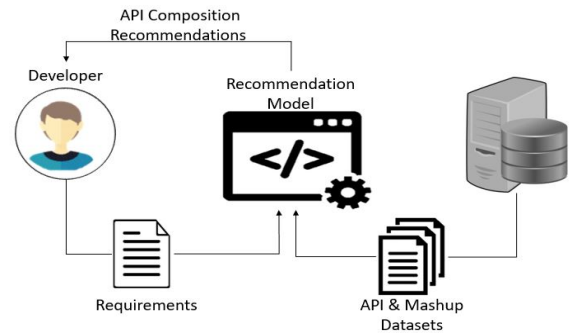 API Composition
Recommendations
Developer
Recommendation
Model
</>
Requirements
API & Mashup
Datasets